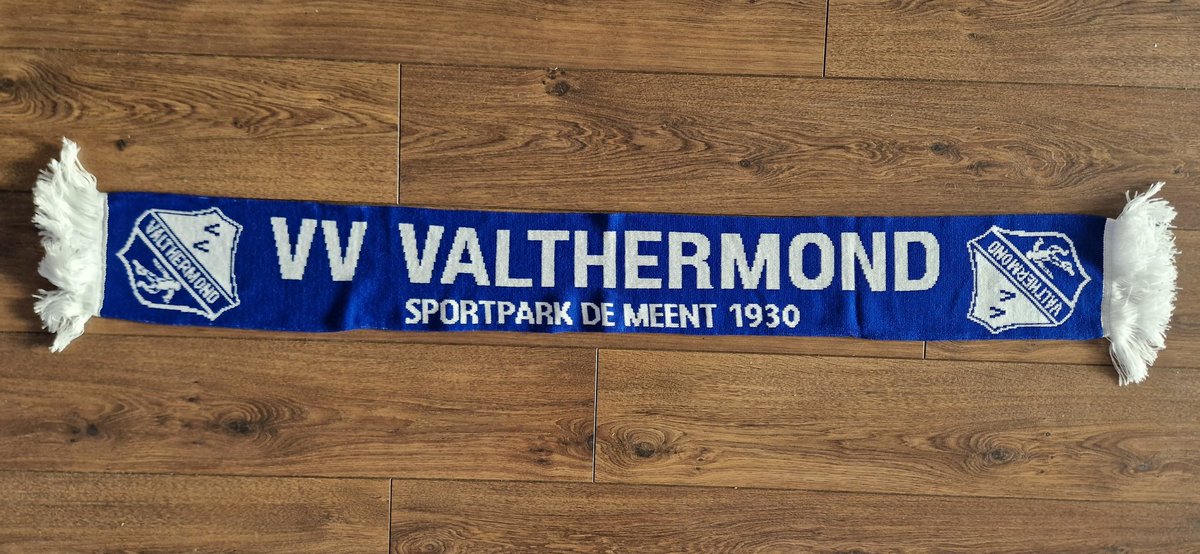 V
V
VALTHERMOND
VV VALTHERMOND
SPORTPARK DE MEENT 1930
VALTHERMOND
V
V